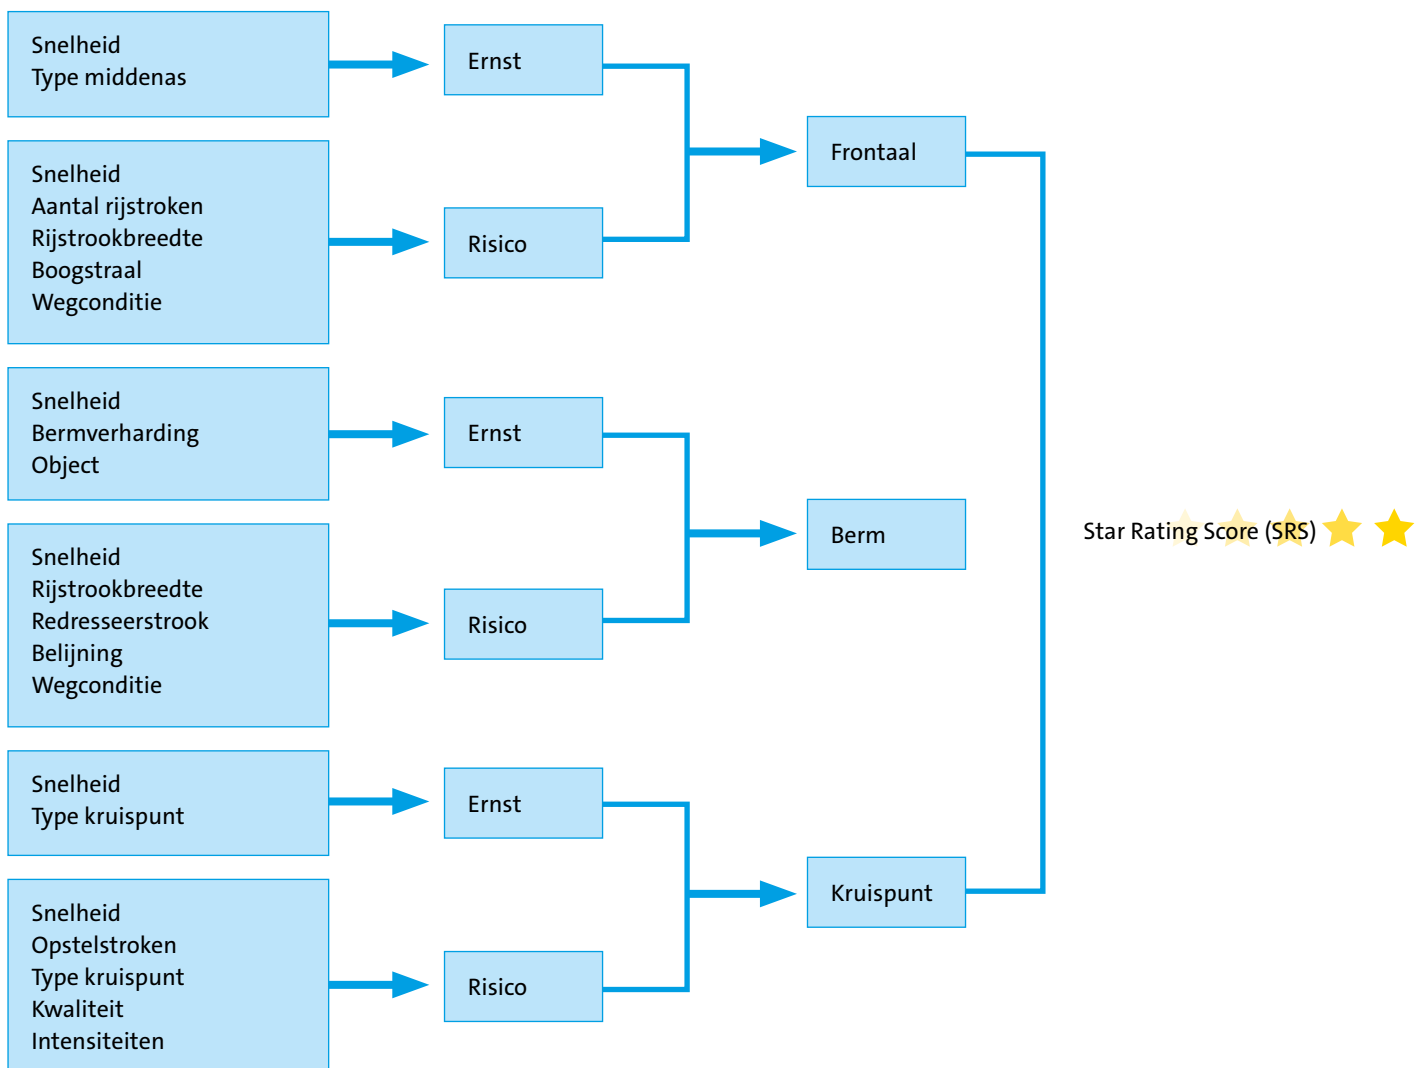 Snelheid
Type middenas
Ernst
Snelheid
Aantal rijstroken
Rijstrookbreedte
Boogstraal
Wegconditie
Risico
Frontaal
Snelheid
Bermverharding
Object
Ernst
Snelheid
Rijstrookbreedte
Redresseerstrook
Belijning
Wegconditie
Risico
Berm
Snelheid
Type kruispunt
Ernst
Snelheid
Opstelstroken
Type kruispunt
Kwaliteit
Intensiteiten
Risico
Kruispunt
Star Rating Score (SRS)